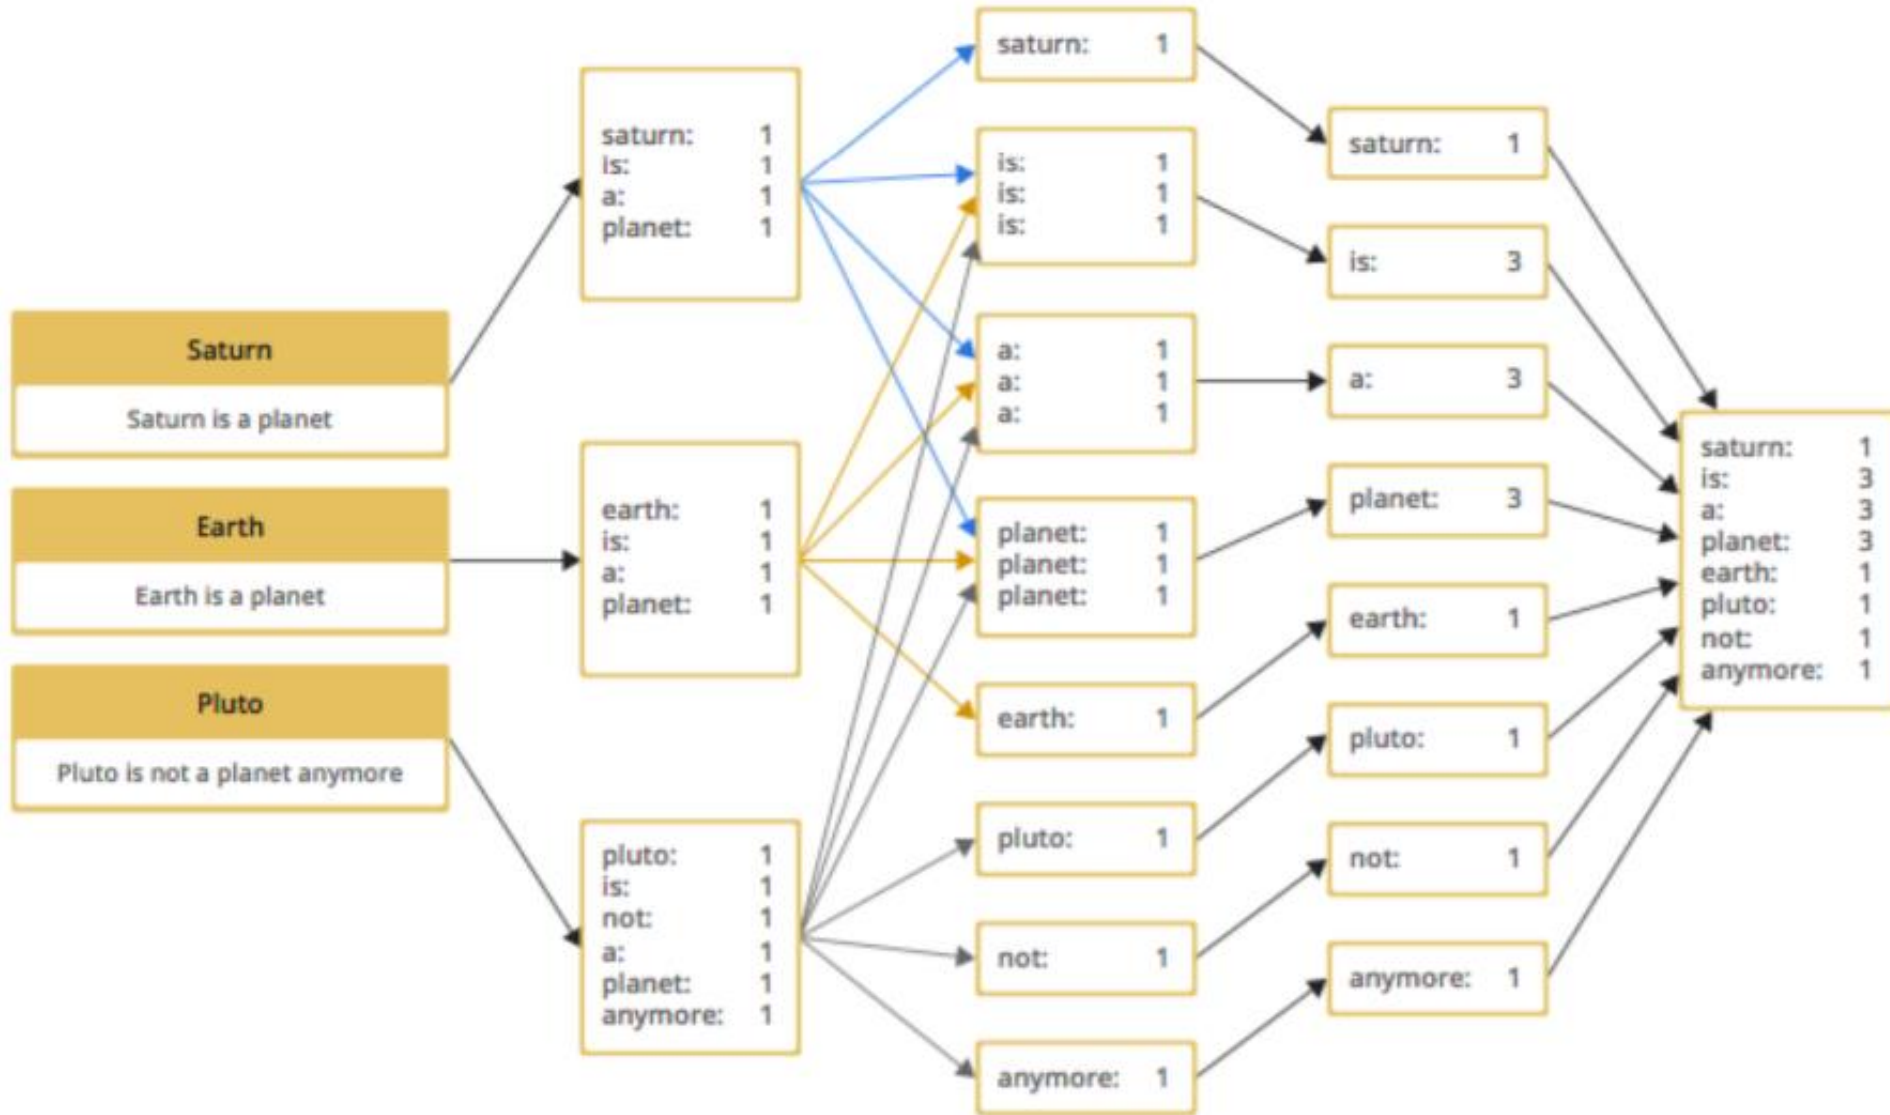 Saturn
Saturn is a planet
Earth
Earth is a planet
Pluto
Pluto is not a planet anymore
saturn: 1
is: 1
a: 1
planet: 1
earth: 1
is: 1
a: 1
planet: 1
pluto: 1
is: 1
not: 1
a: 1
planet: 1
anymore: 1
saturn: 1
is: 1
is: 1
is: 1
a: 1
a: 1
a: 1
planet: 1
planet: 1
planet: 1
earth: 1
pluto: 1
not: 1
anymore: 1
saturn: 1
is: 3
a: 3
planet: 3
earth: 1
pluto: 1
not: 1
anymore: 1
saturn: 1
is: 3
a: 3
planet: 3
earth: 1
pluto: 1
not: 1
anymore: 1